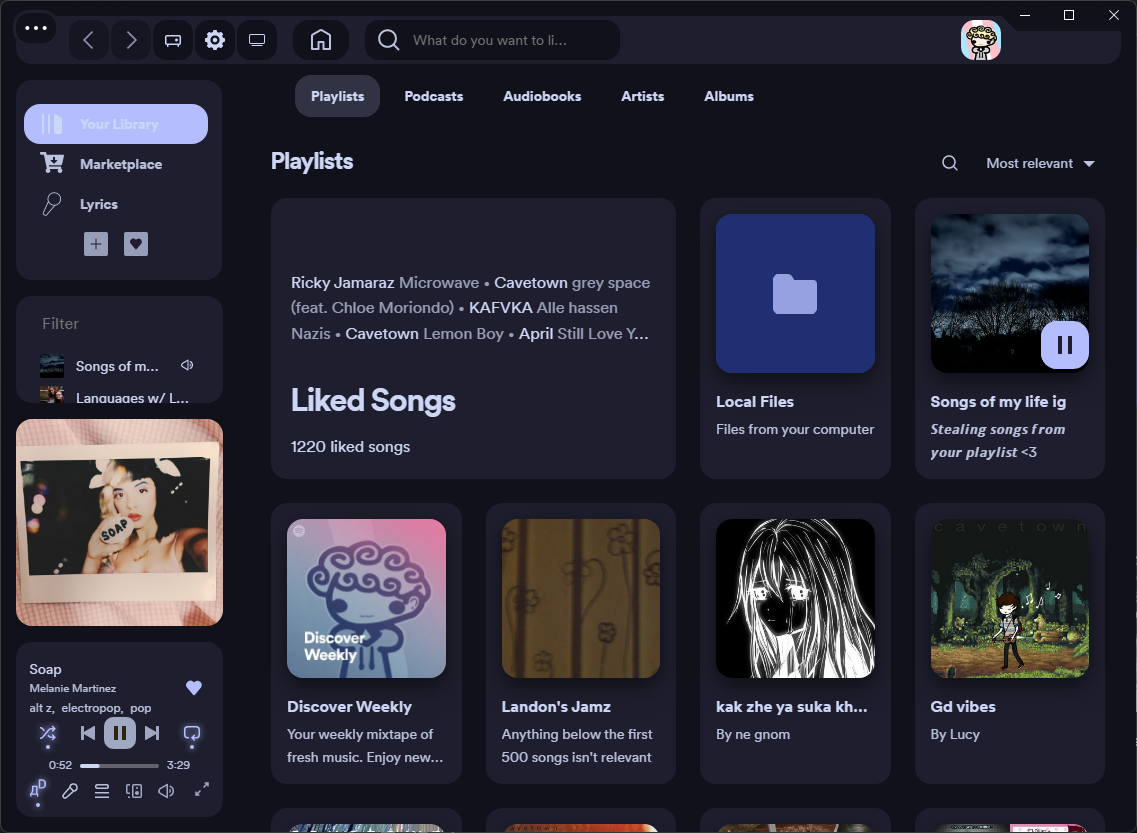 What do you want to li...
Your Library
Marketplace
Lyrics
Filter
Songs of m...
Languages w/ L...
SOAP
Soap
Melanie Martinez
alt z, electropop, pop
0:52
3:29
Playlists
Podcasts
Audiobooks
Artists
Albums
Playlists
Most relevant
Ricky Jamaraz Microwave • Cavetown grey space
(feat. Chloe Moriondo) • KAFVKA Alle hassen
Nazis • Cavetown Lemon Boy • April Still Love Y...
Liked Songs
1220 liked songs
Local Files
Files from your computer
Songs of my life ig
Stealing songs from
your playlist <3
Discover
Weekly
Discover Weekly
Your weekly mixtape of
fresh music. Enjoy new...
Landon's Jamz
Anything below the first
500 songs isn't relevant
kak zhe ya suka kh...
By ne gnom
cavetown
Gd vibes
By Lucy